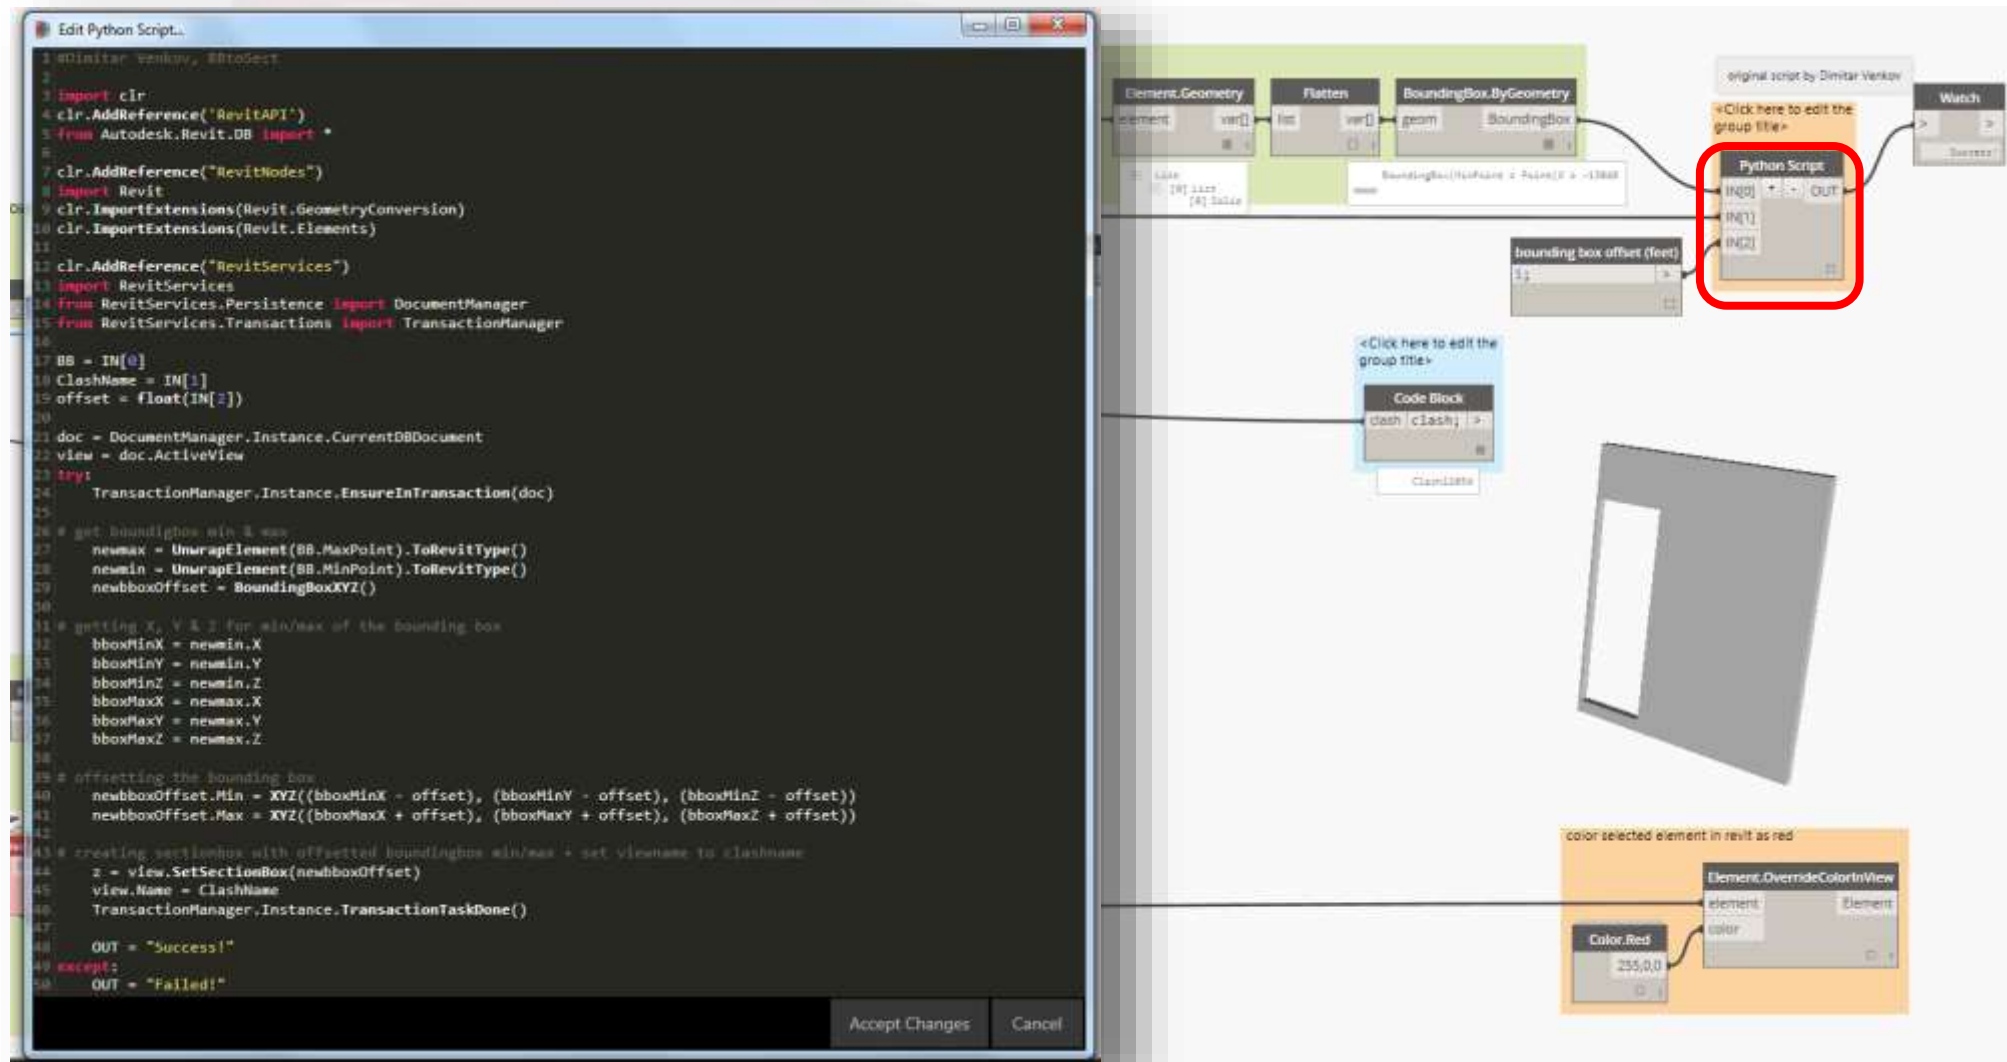 Edit Python Script...
1 #Dimitar Venkov, BBtoSect
2
3 import clr
4 clr.AddReference('RevitAPI')
5 from Autodesk.Revit.DB import *
6
7 clr.AddReference("RevitNodes")
8 import Revit
9 clr.ImportExtensions(Revit.GeometryConversion)
10 clr.ImportExtensions(Revit.Elements)
11
12 clr.AddReference("RevitServices")
13 import RevitServices
14 from RevitServices.Persistence import DocumentManager
15 from RevitServices.Transactions import TransactionManager
16
17 BB = IN[0]
18 ClashName = IN[1]
19 offset = float(IN[2])
20
21 doc = DocumentManager.Instance.CurrentDBDocument
22 view = doc.ActiveView
23 try:
24 TransactionManager.Instance.EnsureInTransaction(doc)
25
26 # get boundigbox min & max
27 newmax = UnwrapElement(BB.MaxPoint).ToRevitType()
28 newmin = UnwrapElement(BB.MinPoint).ToRevitType()
29 newbboxOffset = BoundingBoxXYZ()
30
31 # getting X, Y & Z for min/max of the bounding box
32 bboxMinX = newmin.X
33 bboxMinY = newmin.Y
34 bboxMinZ = newmin.Z
35 bboxMaxX = newmax.X
36 bboxMaxY = newmax.Y
37 bboxMaxZ = newmax.Z
38
39 # offsetting the bounding box
40 newbboxOffset.Min = XYZ((bboxMinX - offset), (bboxMinY - offset), (bboxMinZ - offset))
41 newbboxOffset.Max = XYZ((bboxMaxX + offset), (bboxMaxY + offset), (bboxMaxZ + offset))
42
43 # creating sectionbox with offsetted boundingbox min/max + set viewname to clashname
44 z = view.SetSectionBox(newbboxOffset)
45 view.Name = ClashName
46 TransactionManager.Instance.TransactionTaskDone()
47
48 OUT = "Success!"
49 except:
50 OUT = "Failed!"
Accept Changes Cancel
Element.Geometry
element var[]
Flatten
list var[]
BoundingBox.ByGeometry
geom BoundingBox
List
[0] List
[0] Solid
BoundingBox(MinPoint = Point(X = -13868
original script by Dimitar Venkov
<Click here to edit the
group title>
Python Script
IN[0] + - OUT
IN[1]
IN[2]
Watch
> >
Success!
bounding box offset (feet)
1; >
<Click here to edit the
group title>
Code Block
clash clash; >
color selected element in revit as red
Element.OverrideColorInView
element Element
color
Color.Red
255,0,0